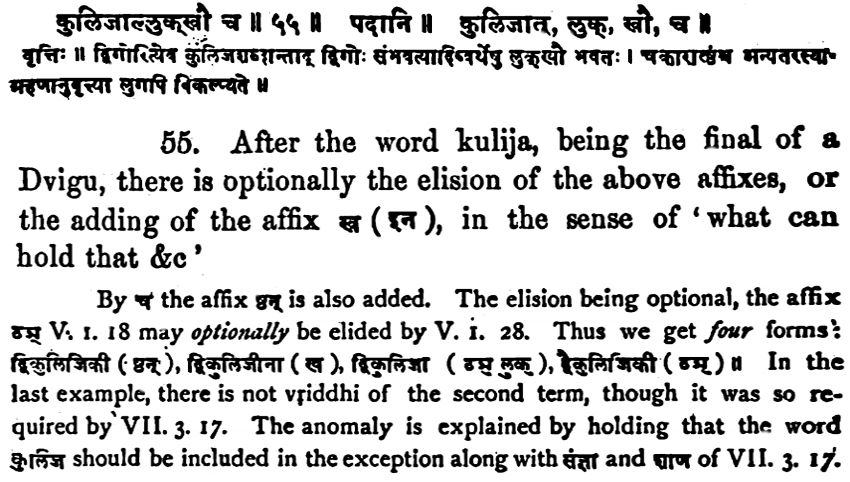 कुलिजाल्लुक्खौ च ॥ ५५ ॥ पदानि ॥ कुलिजात्, लुक्, खौ, च ॥
वृत्तिः ॥ द्विगोरित्येव कुलिजशब्दान्ताद् द्विगोः संभवत्यादिष्वर्थेषु लुक्खौ भवतः । चकारात्ष्ठंश्च अन्यतरस्या-
ग्रहणानुवृत्त्या लुगपि विकल्प्यते ॥
55. After the word kulija, being the final of a
Dvigu, there is optionally the elision of the above affixes, or
the adding of the affix ख (इन), in the sense of ‘what can
hold that &c’
By च the affix ष्ठन् is also added. The elision being optional, the affix
ठञ् V. 1. 18 may optionally be elided by V. i. 28. Thus we get four forms:
द्विकुलिजिकी (ष्ठन्), द्विकुलिजीना (ख), द्विकुलिजा (ठञ् लुक्), द्वैकुलिजिकी (ठञ्) ॥ In the
last example, there is not vṛiddhi of the second term, though it was so re-
quired by VII. 3. 17. The anomaly is explained by holding that the word
कुलिज should be included in the exception along with संज्ञा and शाण of VII. 3. 17.